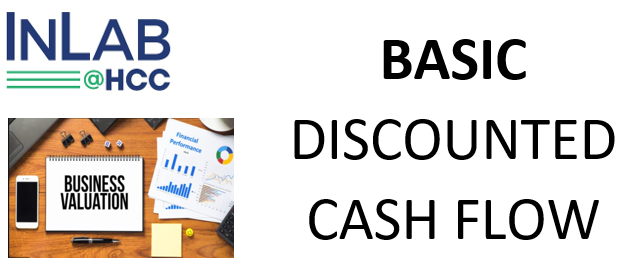 INLAB
@HCC
BASIC
DISCOUNTED
CASH FLOW
Financial
Performance
BUSINESS
VALUATION